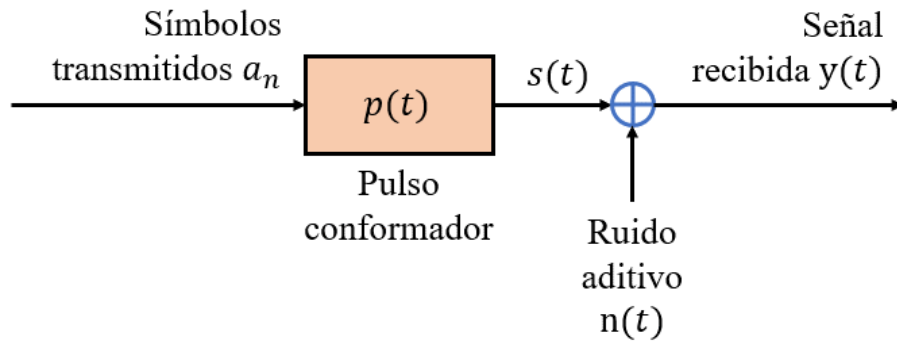 Símbolos
transmitidos aₙ
p(t)
Pulso
conformador
s(t)
Ruido
aditivo
n(t)
Señal
recibida y(t)